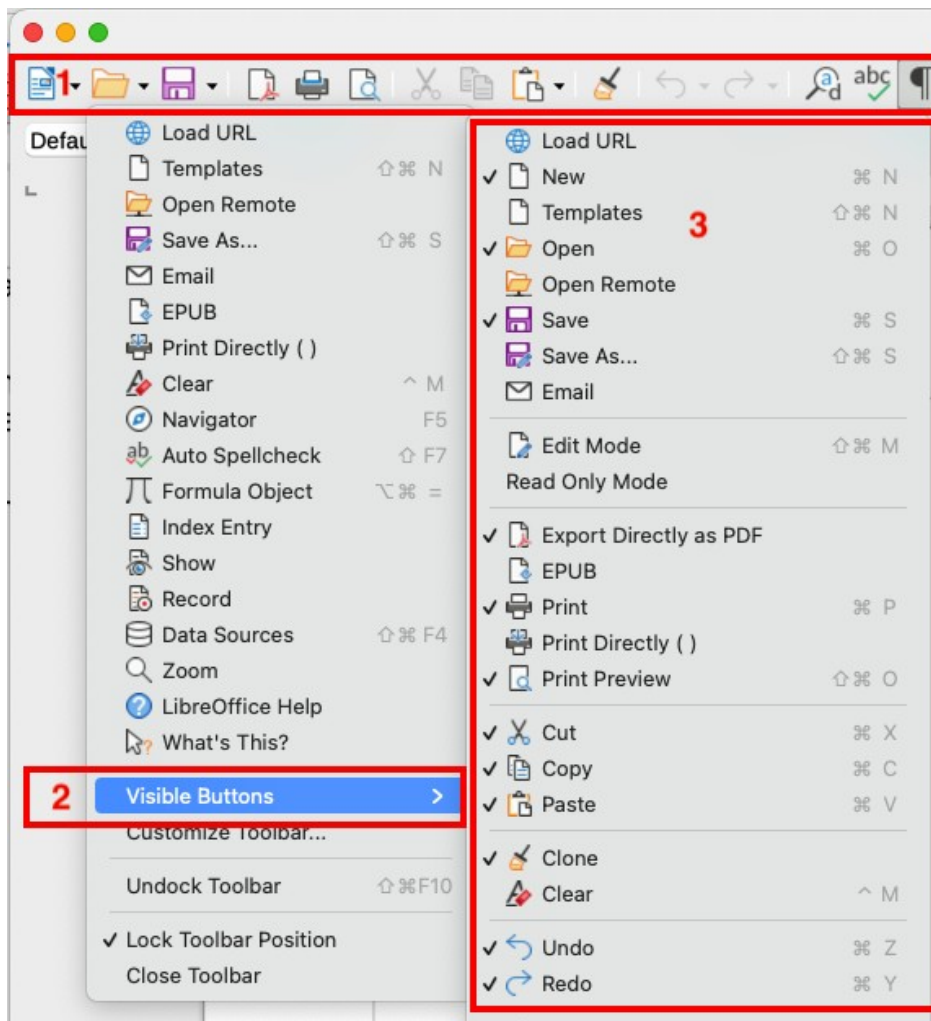 1
abc
Defau
Load URL
Templates ⇧⌘ N
Open Remote
Save As... ⇧⌘ S
Email
EPUB
Print Directly ( )
Clear ^ M
Navigator F5
Auto Spellcheck ⇧ F7
Formula Object ⌥⌘ =
Index Entry
Show
Record
Data Sources ⇧⌘ F4
Zoom
LibreOffice Help
What's This?
2 Visible Buttons >
Customize Toolbar...
Undock Toolbar ⇧⌘F10
✓ Lock Toolbar Position
Close Toolbar
3
Load URL
✓ New ⌘ N
Templates ⇧⌘ N
✓ Open ⌘ O
Open Remote
✓ Save ⌘ S
Save As... ⇧⌘ S
Email
Edit Mode ⇧⌘ M
Read Only Mode
✓ Export Directly as PDF
EPUB
✓ Print ⌘ P
Print Directly ( )
✓ Print Preview ⇧⌘ O
✓ Cut ⌘ X
✓ Copy ⌘ C
✓ Paste ⌘ V
✓ Clone
Clear ^ M
✓ Undo ⌘ Z
✓ Redo ⌘ Y